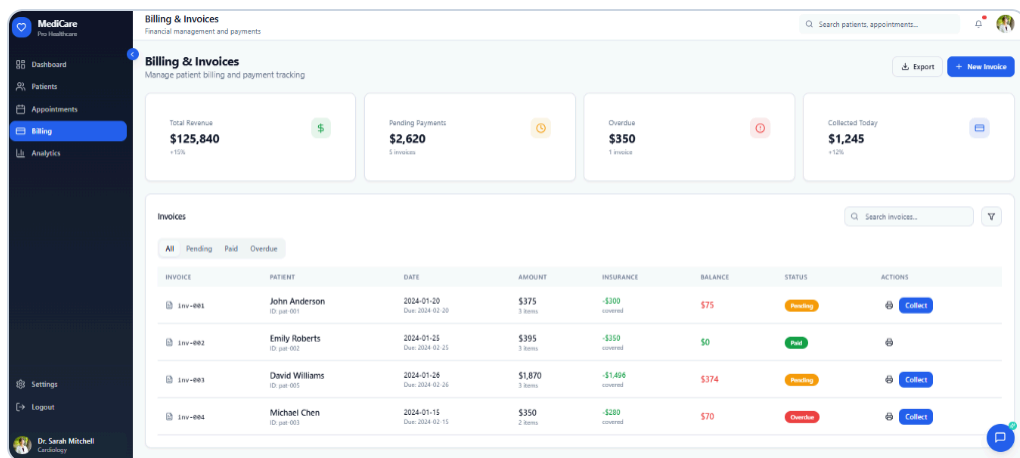 MediCare
Pro Healthcare
Dashboard
Patients
Appointments
Billing
Analytics
Settings
Logout
Dr. Sarah Mitchell
Cardiology
Billing & Invoices
Financial management and payments
Search patients, appointments...
Billing & Invoices
Manage patient billing and payment tracking
Export
+ New Invoice
Total Revenue
$125,840
+15%
Pending Payments
$2,620
5 invoices
Overdue
$350
1 invoice
Collected Today
$1,245
+12%
Invoices
Search invoices...
All Pending Paid Overdue
INVOICE PATIENT DATE AMOUNT INSURANCE BALANCE STATUS ACTIONS
inv-001 John Anderson 2024-01-20 $375 -$300 $75 Pending Collect
ID: pat-001 Due: 2024-02-20 3 items covered
inv-002 Emily Roberts 2024-01-25 $395 -$350 $0 Paid
ID: pat-002 Due: 2024-02-25 3 items covered
inv-003 David Williams 2024-01-26 $1,870 -$1,496 $374 Pending Collect
ID: pat-005 Due: 2024-02-26 3 items covered
inv-004 Michael Chen 2024-01-15 $350 -$280 $70 Overdue Collect
ID: pat-003 Due: 2024-02-15 2 items covered